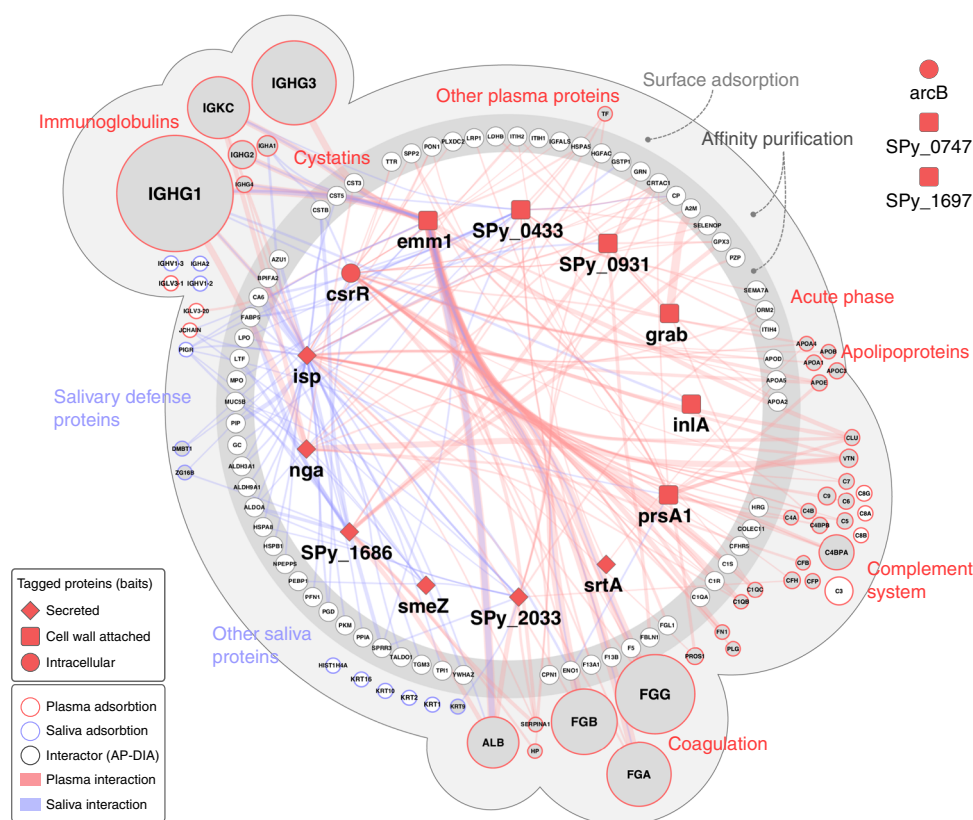 IGHG3
IGKC
Immunoglobulins
IGHG2
IGHA1
IGHG4
IGHG1
IGHV1-3
IGHA2
IGLV3-1
IGHV1-2
IGLV3-20
JCHAIN
PIGR
Cystatins
CST3
CST5
CSTB
Other plasma proteins
TF
Surface adsorption
Affinity purification
arcB
SPy_0747
SPy_1697
TTR
SPP2
PON1
PLXDC2
LRP1
LDHB
ITIH2
ITIH1
IGFALS
HSPA5
HGFAC
GSTP1
GRN
CRTAC1
CP
A2M
SELENOP
GPX3
PZP
SEMA7A
ORM2
ITIH4
Acute phase
APOA4
APOB
APOA1
APOC3
APOE
Apolipoproteins
APOD
APOA5
APOA2
emm1
SPy_0433
SPy_0931
csrR
grab
isp
inlA
nga
prsA1
SPy_1686
srtA
smeZ
SPy_2033
AZU1
BPIFA2
CA6
FABP5
LPO
LTF
MPO
MUC5B
PIP
GC
ALDH3A1
ALDH9A1
ALDOA
HSPA8
HSPB1
NPEPPS
PEBP1
PFN1
PGD
PKM
PPIA
SPRR3
TALDO1
TGM3
TPI1
YWHAZ
Salivary defense
proteins
DMBT1
ZG16B
Other saliva
proteins
HIST1H4A
KRT16
KRT10
KRT2
KRT1
KRT9
CLU
VTN
C7
C9
C6
C8G
C4B
C4A
C4BPB
C5
C8A
C8B
C4BPA
CFB
CFH
CFP
C3
Complement
system
HRG
COLEC11
CFHR5
C1S
C1R
C1QA
C1QC
C1QB
FN1
PLG
PROS1
FGL1
FBLN1
F5
F13B
F13A1
ENO1
CPN1
SERPINA1
HP
ALB
FGB
FGG
FGA
Coagulation
Tagged proteins (baits)
Secreted
Cell wall attached
Intracellular
Plasma adsorbtion
Saliva adsorbtion
Interactor (AP-DIA)
Plasma interaction
Saliva interaction